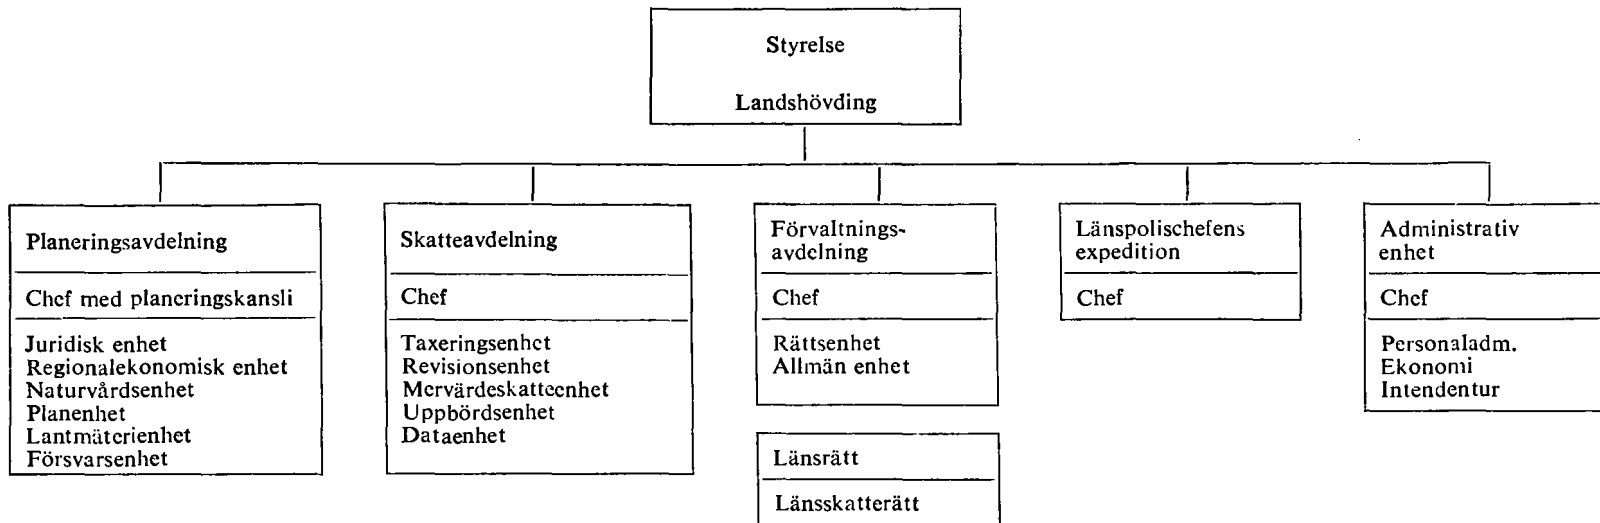 Styrelse
Landshövding
Planeringsavdelning
Chef med planeringskansli
Juridisk enhet
Regionalekonomisk enhet
Naturvårdsenhet
Planenhet
Lantmäterienhet
Försvarsenhet
Skatteavdelning
Chef
Taxeringsenhet
Revisionsenhet
Mervärdeskatteenhet
Uppbördsenhet
Dataenhet
Förvaltnings-
avdelning
Chef
Rättsenhet
Allmän enhet
Länsrätt
Länsskatterätt
Länspolischefens
expedition
Chef
Administrativ
enhet
Chef
Personaladm.
Ekonomi
Intendentur